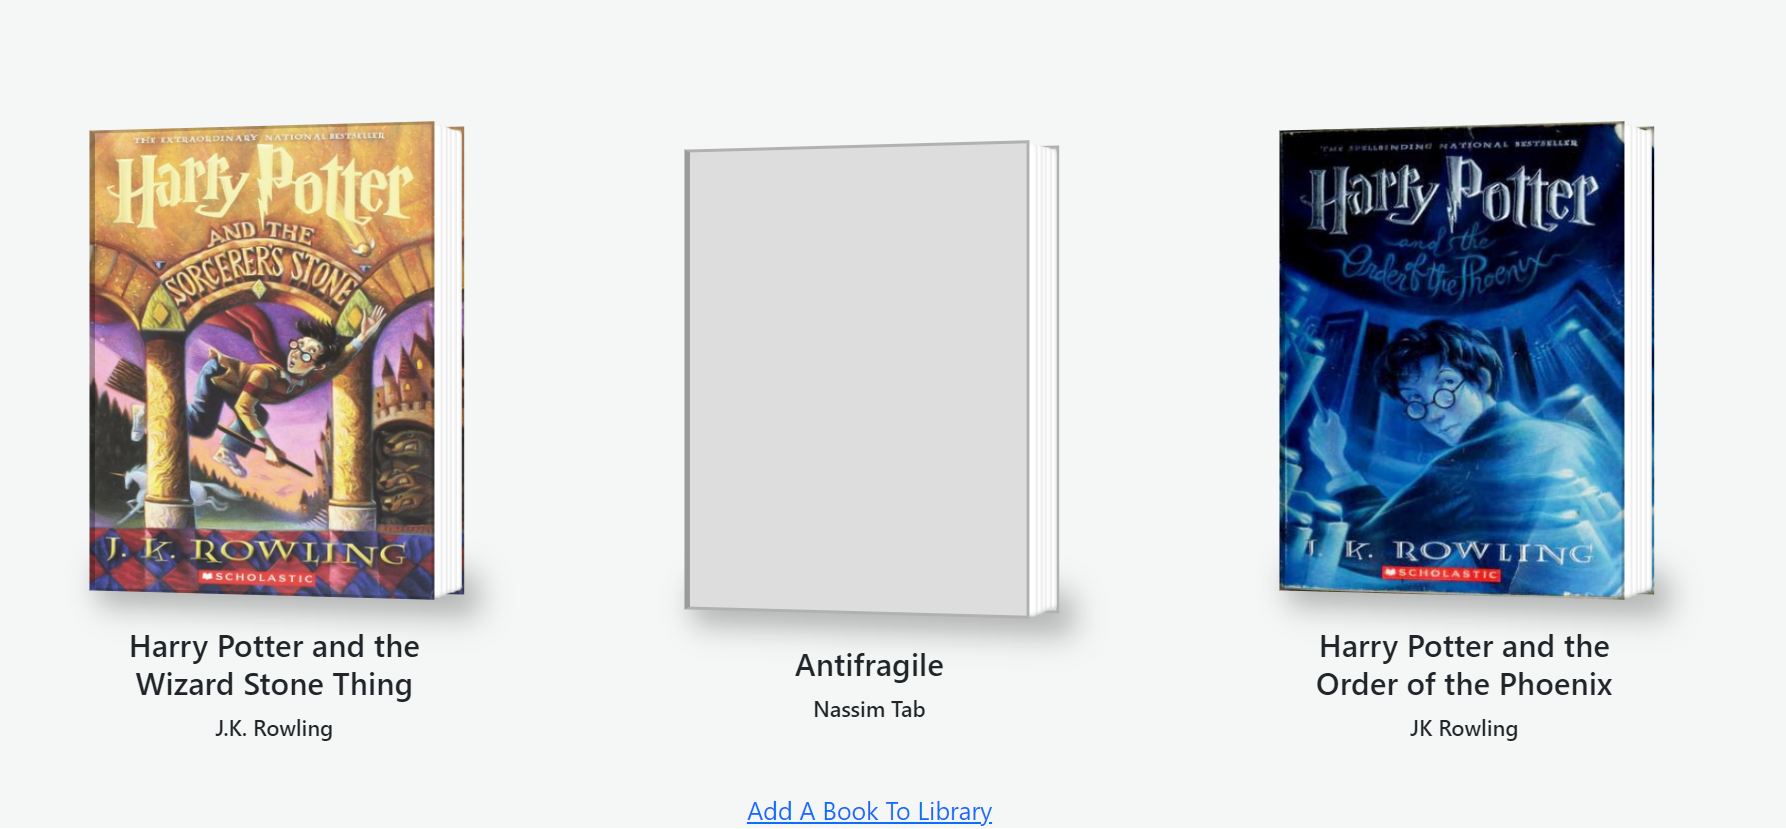 THE EXTRAORDINARY NATIONAL BESTSELLER
Harry Potter
AND THE
SORCERER'S STONE
J. K. ROWLING
SCHOLASTIC
Harry Potter and the
Wizard Stone Thing
J.K. Rowling
Antifragile
Nassim Tab
THE SPELLBINDING NATIONAL BESTSELLER
Harry Potter
and the
Order of the Phoenix
J. K. ROWLING
SCHOLASTIC
Harry Potter and the
Order of the Phoenix
JK Rowling
Add A Book To Library